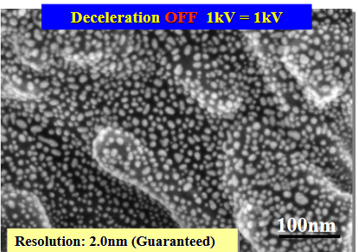 Deceleration OFF 1kV = 1kV
100nm
Resolution: 2.0nm (Guaranteed)